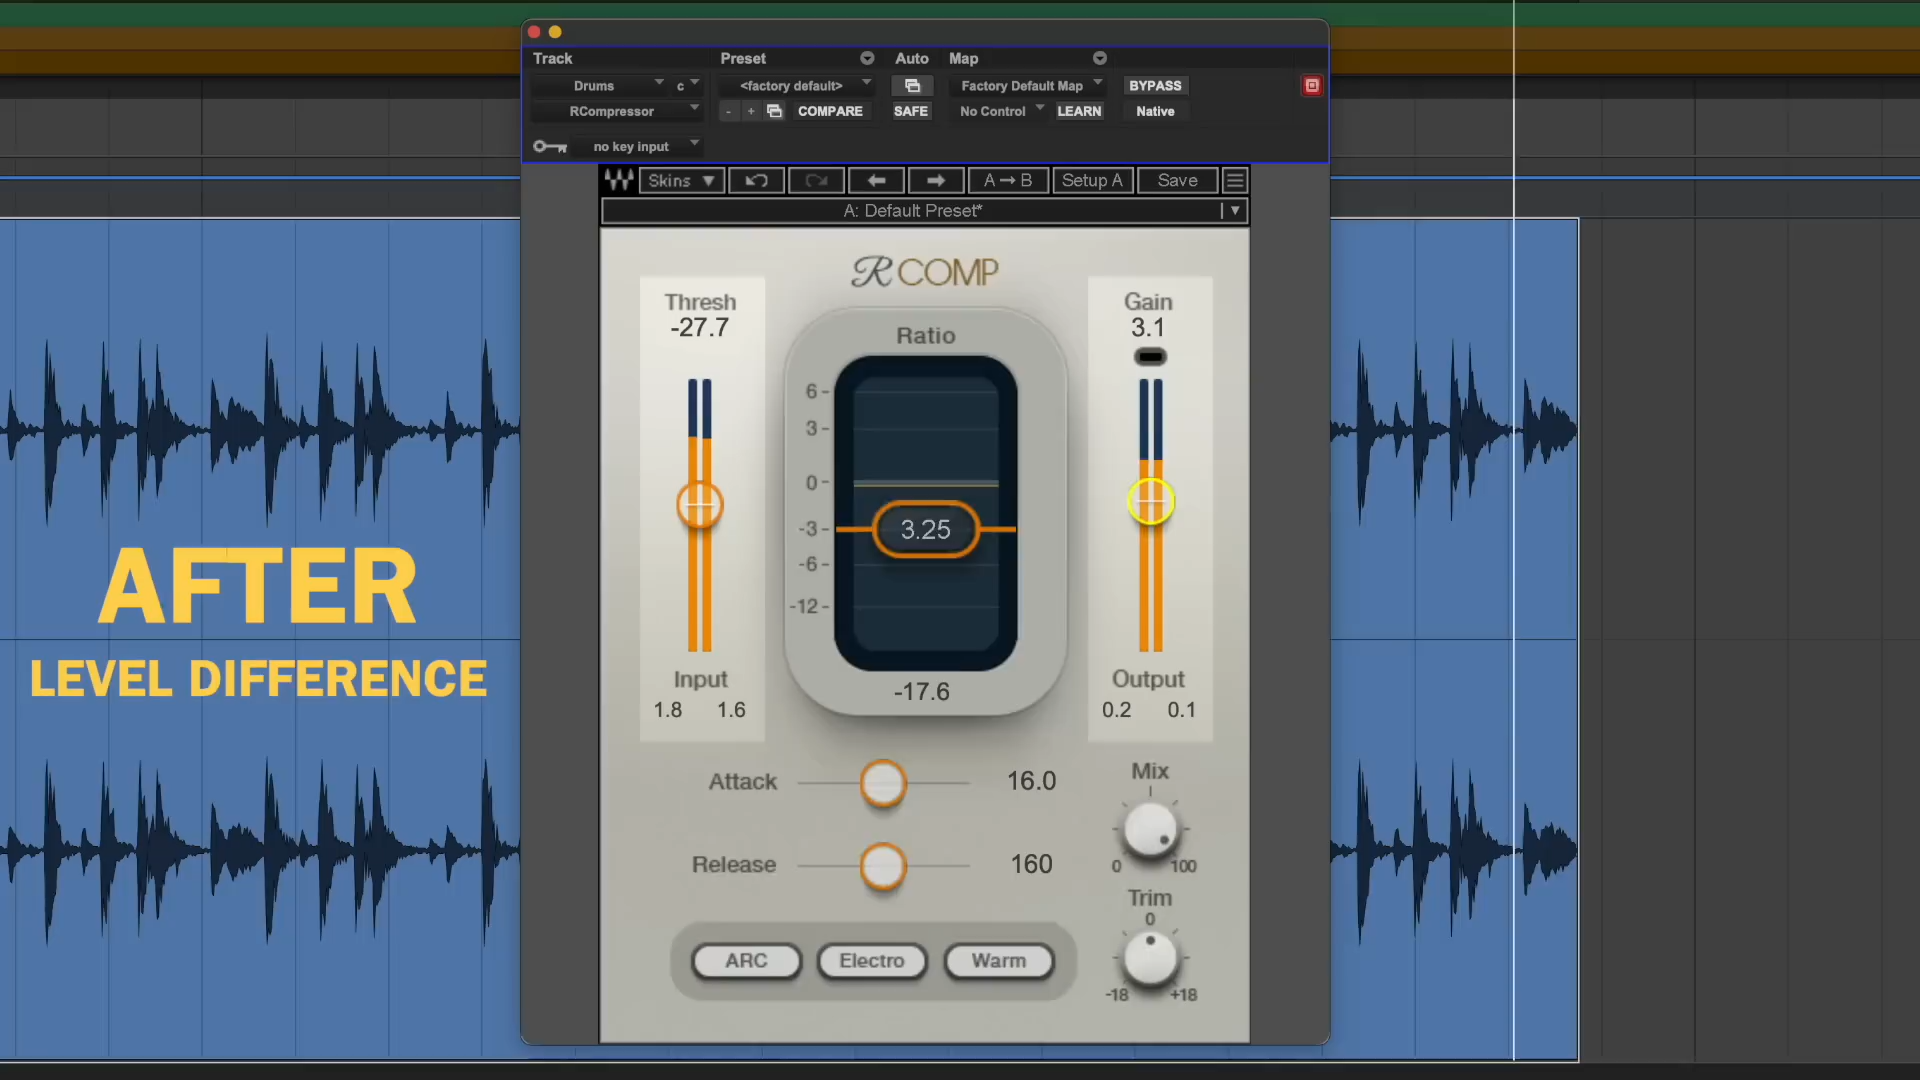 Track
Preset
Auto
Map
Drums
c
<factory default>
Factory Default Map
BYPASS
RCompressor
-
+
COMPARE
SAFE
No Control
LEARN
Native
no key input
Skins
A→B
Setup A
Save
A: Default Preset*
R COMP
Thresh
-27.7
Ratio
Gain
3.1
6
3
0
-3
-6
-12
3.25
-17.6
Input
1.8 1.6
Output
0.2 0.1
AFTER
LEVEL DIFFERENCE
Attack
16.0
Release
160
Mix
0 100
Trim
0
-18 +18
ARC
Electro
Warm